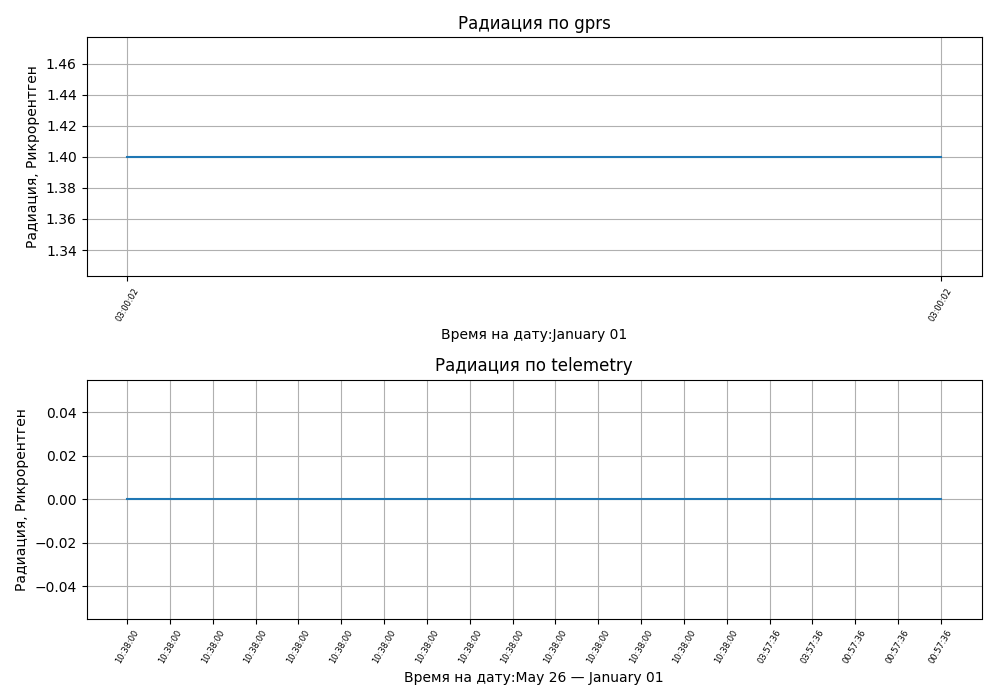 Радиация по gprs
Радиация, Рикрорентген
1.46
1.44
1.42
1.40
1.38
1.36
1.34
03:00:02 03:00:02
Время на дату:January 01
Радиация по telemetry
Радиация, Рикрорентген
0.04
0.02
0.00
−0.02
−0.04
10:38:00 10:38:00 10:38:00 10:38:00 10:38:00 10:38:00 10:38:00 10:38:00 10:38:00 10:38:00 10:38:00 10:38:00 10:38:00 10:38:00 10:38:00 03:57:36 03:57:36 00:57:36 00:57:36 00:57:36
Время на дату:May 26 — January 01